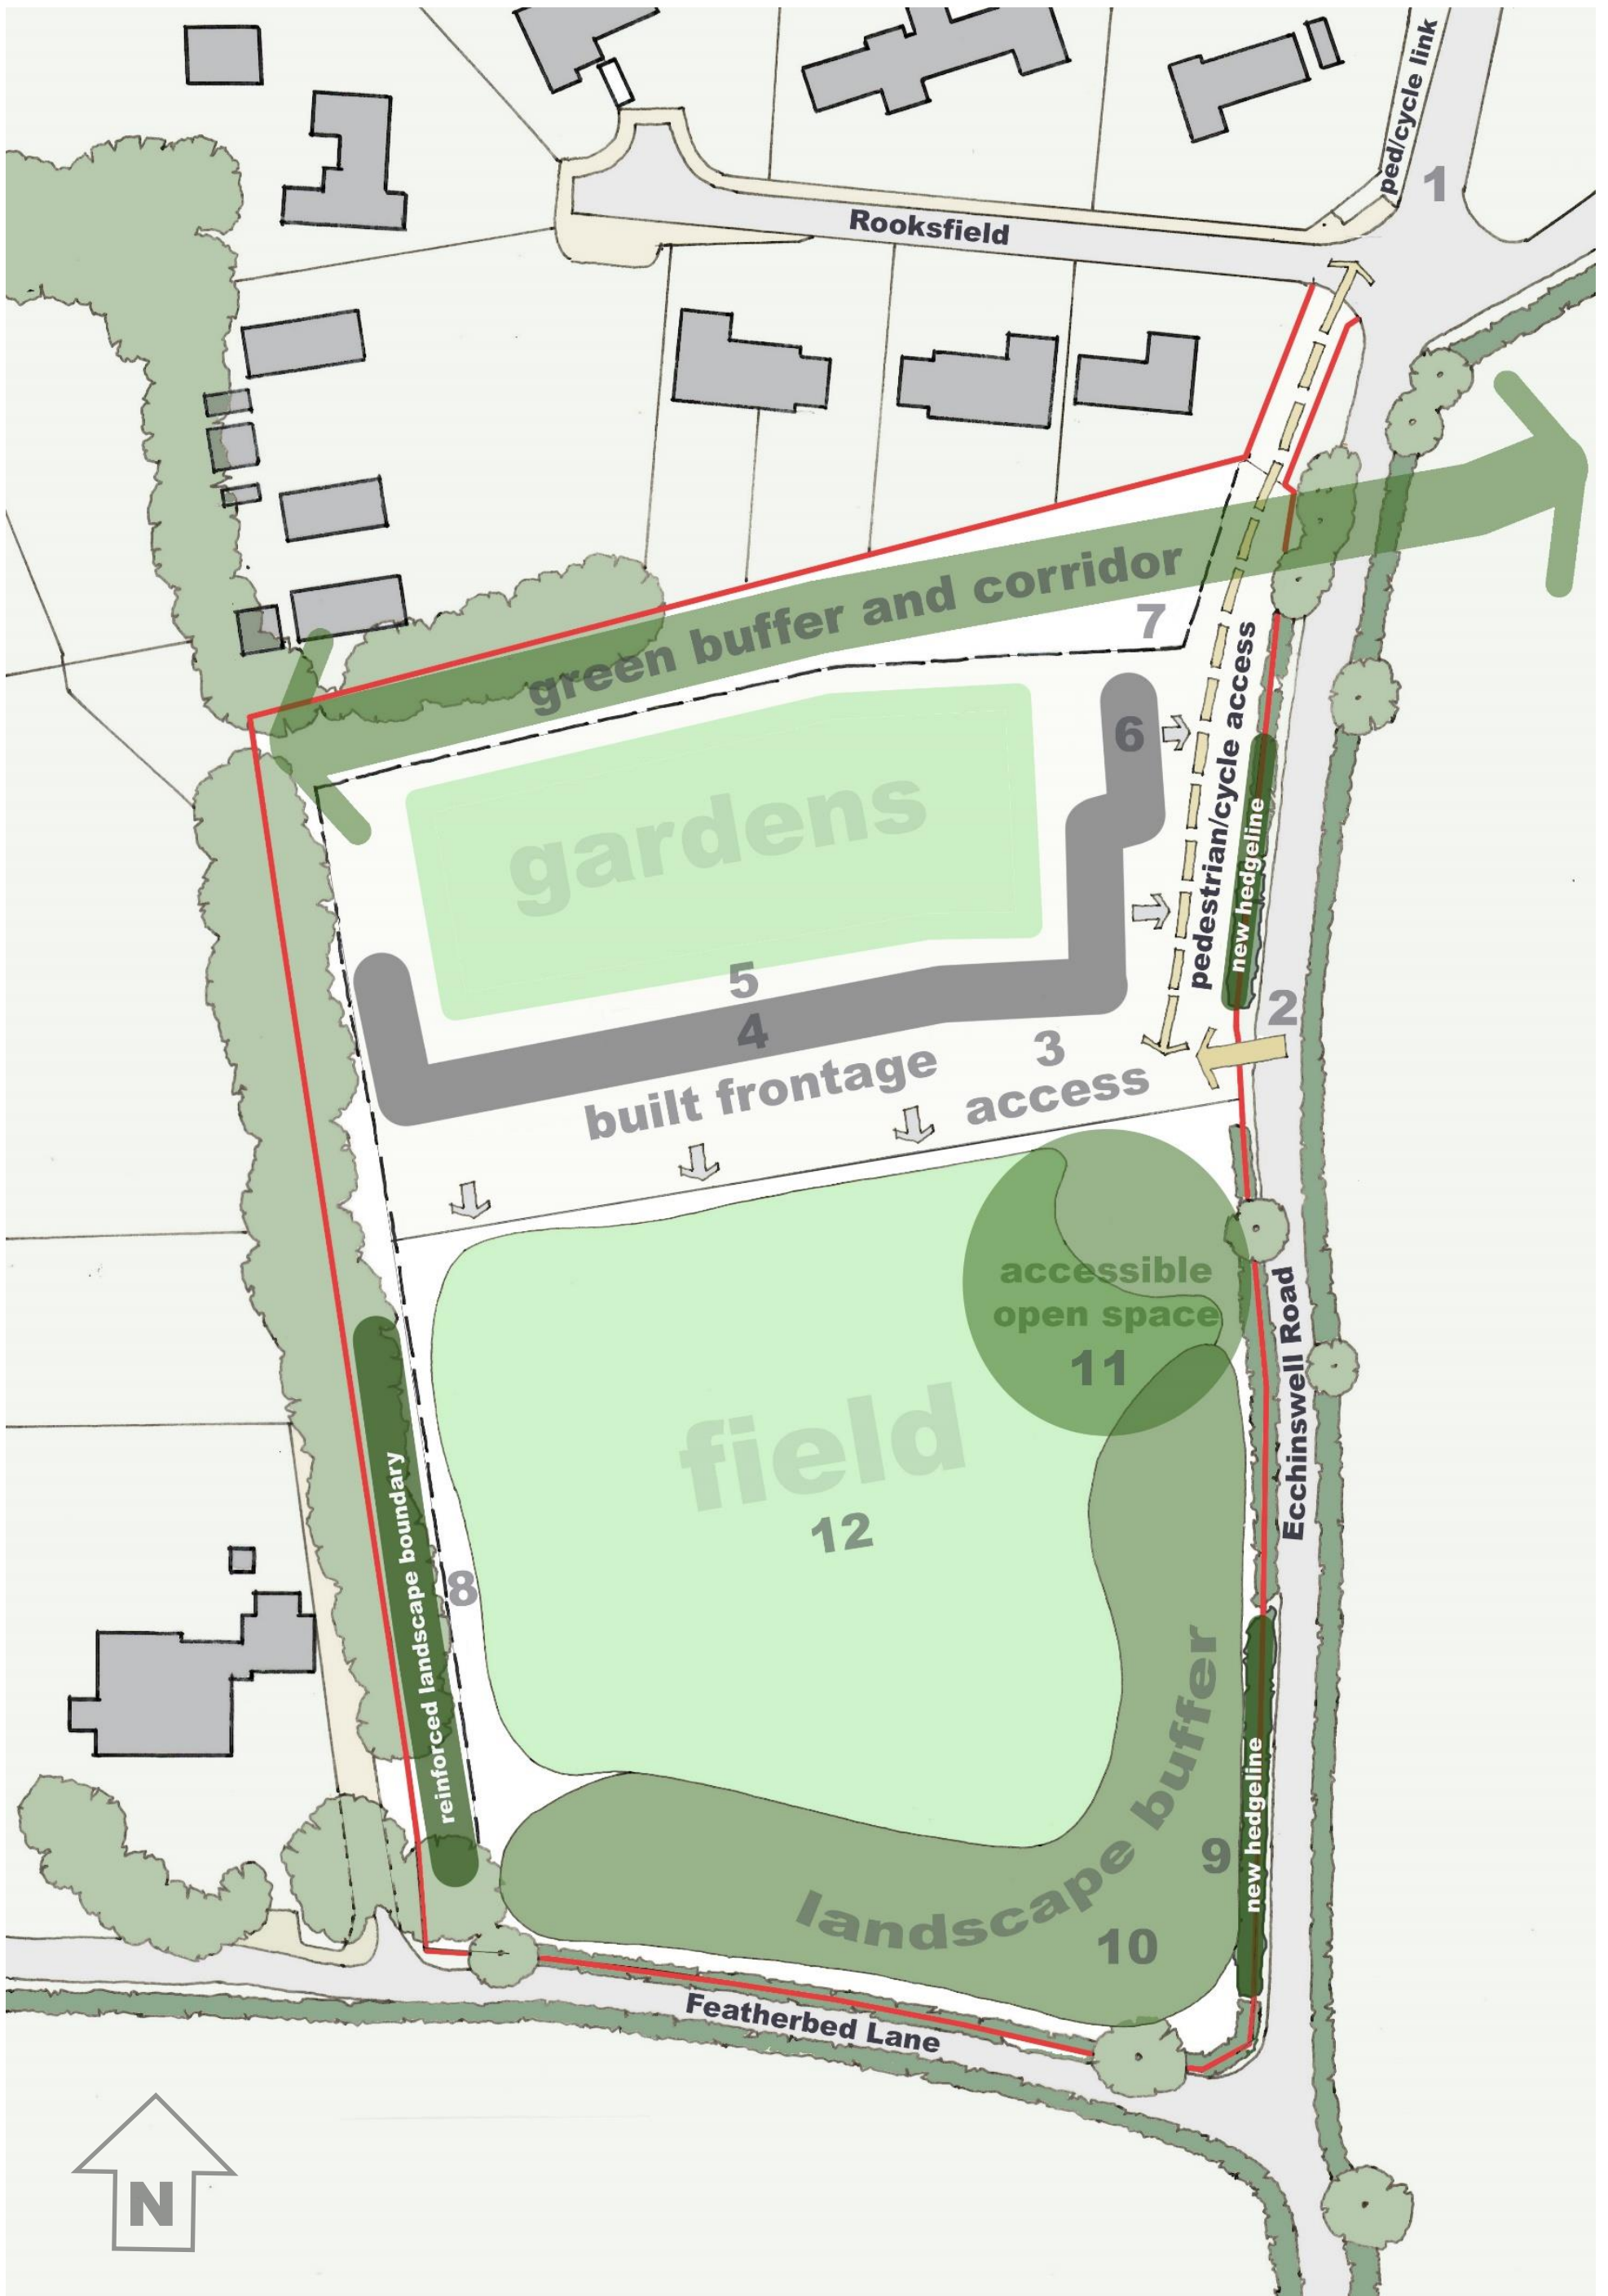 ped/cycle link
1
Rooksfield
green buffer and corridor
7
pedestrian/cycle access
6
gardens
new hedgeline
5
4
2
3
built frontage
access
accessible
open space
11
Ecchinswell Road
field
12
reinforced landscape boundary
8
landscape buffer
9
new hedgeline
10
Featherbed Lane
N